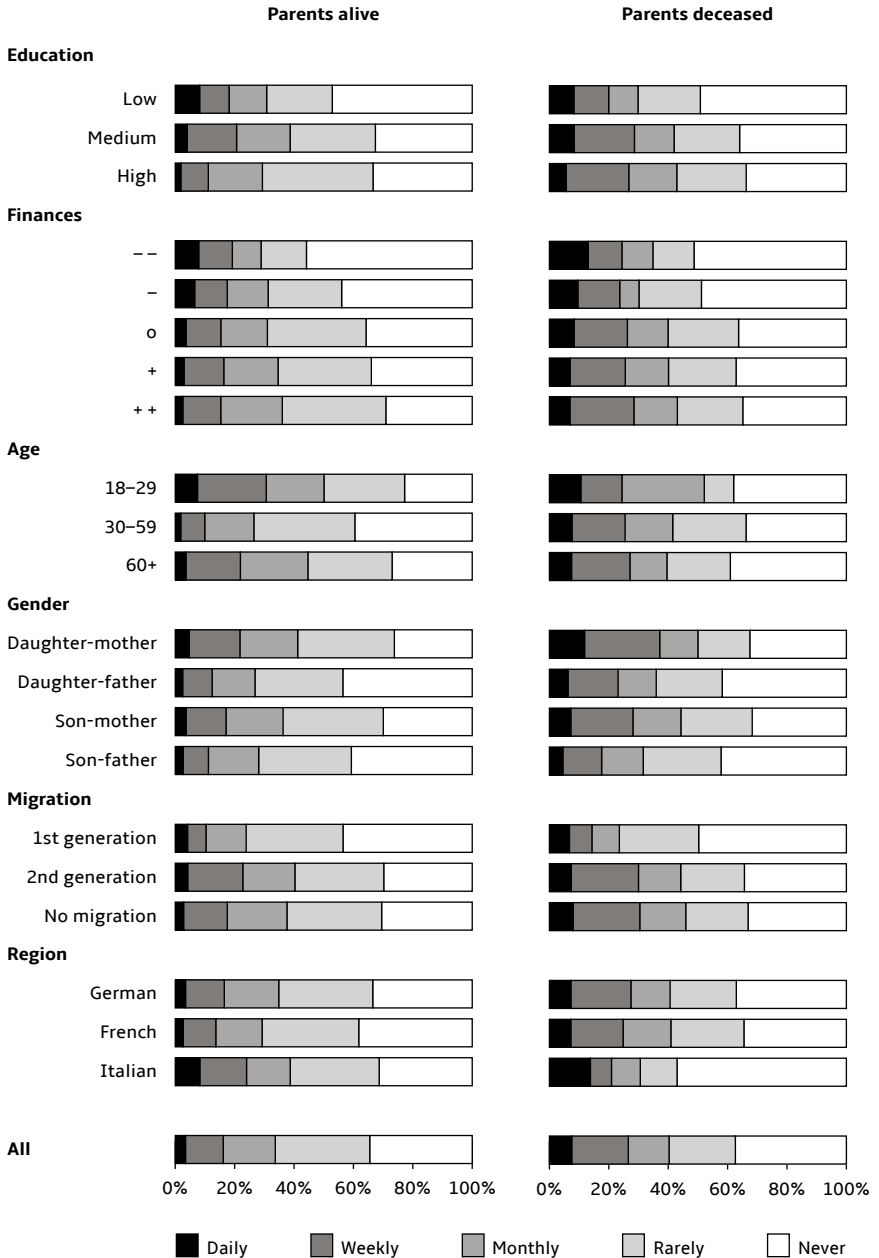 Parents alive Parents deceased
Education
Low
Medium
High
Finances
– –
–
o
+
+ +
Age
18–29
30–59
60+
Gender
Daughter-mother
Daughter-father
Son-mother
Son-father
Migration
1st generation
2nd generation
No migration
Region
German
French
Italian
All
0% 20% 40% 60% 80% 100% 0% 20% 40% 60% 80% 100%
Daily Weekly Monthly Rarely Never